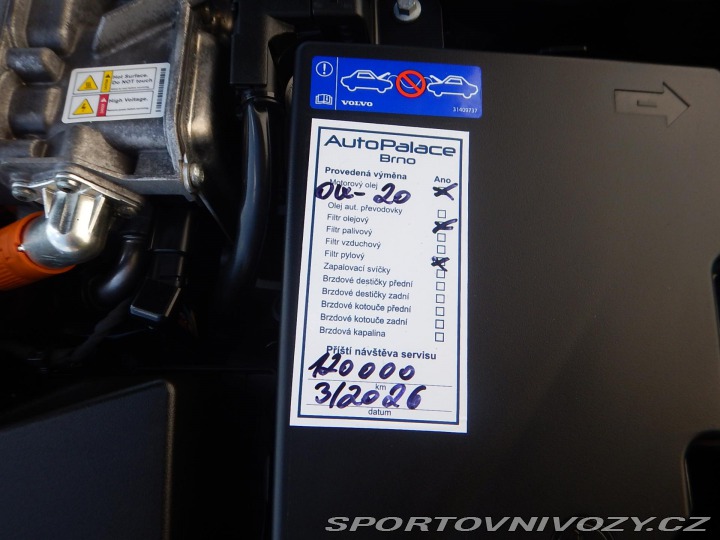 Hot Surface.
Do NOT touch.
High Voltage.
VOLVO
31409737
AutoPalace
Brno
Provedená výměna Ano
Motorový olej
0W-20
Olej aut. převodovky
Filtr olejový
Filtr palivový
Filtr vzduchový
Filtr pylový
Zapalovací svíčky
Brzdové destičky přední
Brzdové destičky zadní
Brzdové kotouče přední
Brzdové kotouče zadní
Brzdová kapalina
Příští návštěva servisu
120000
km
3/2026
datum
SPORTOVNIVOZY.CZ